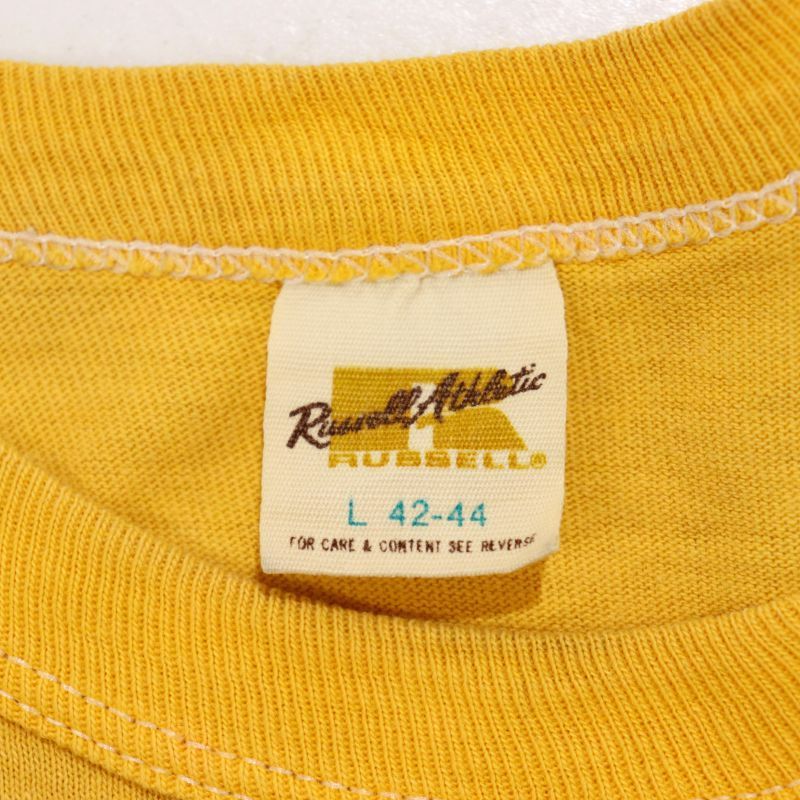 Russell Athletic
RUSSELL®
L 42-44
FOR CARE & CONTENT SEE REVERSE